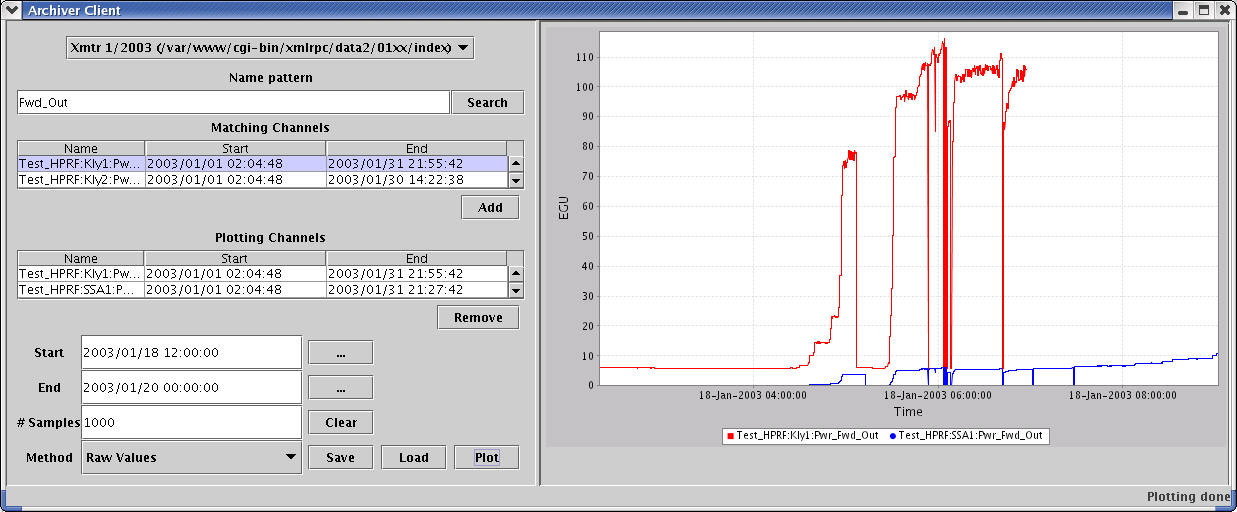 Archiver Client
Xmtr 1/2003 (/var/www/cgi-bin/xmlrpc/data2/01xx/index)
Name pattern
Fwd_Out Search
Matching Channels
Name Start End
Test_HPRF:Kly1:Pw... 2003/01/01 02:04:48 2003/01/31 21:55:42
Test_HPRF:Kly2:Pw... 2003/01/01 02:04:48 2003/01/30 14:22:38
Add
Plotting Channels
Name Start End
Test_HPRF:Kly1:Pw... 2003/01/01 02:04:48 2003/01/31 21:55:42
Test_HPRF:SSA1:P... 2003/01/01 02:04:48 2003/01/31 21:27:42
Remove
Start 2003/01/18 12:00:00 ...
End 2003/01/20 00:00:00 ...
# Samples 1000 Clear
Method Raw Values Save Load Plot
110
100
90
80
70
60
50
40
30
20
10
0
EGU
18-Jan-2003 04:00:00 18-Jan-2003 06:00:00 18-Jan-2003 08:00:00
Time
Test_HPRF:Kly1:Pwr_Fwd_Out Test_HPRF:SSA1:Pwr_Fwd_Out
Plotting done